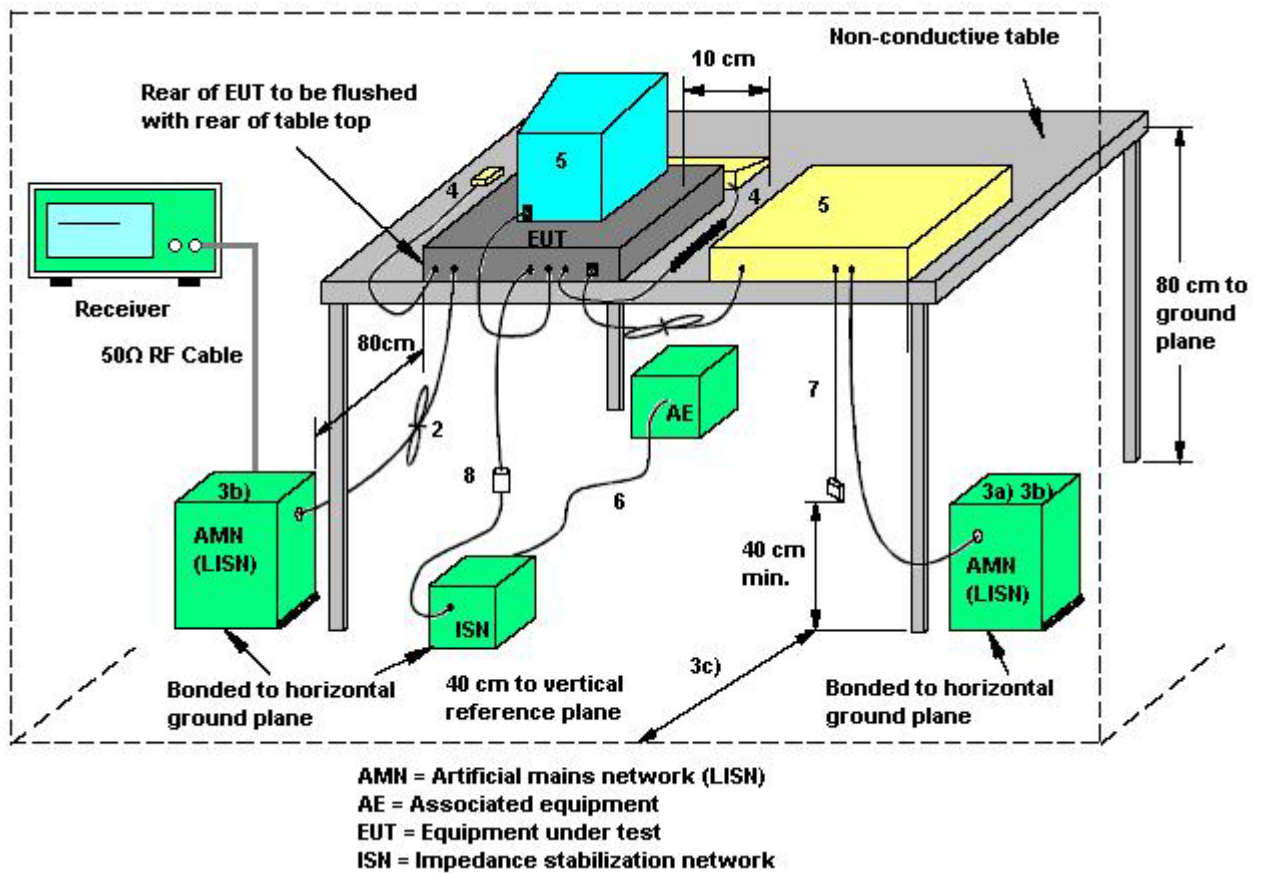 Non-conductive table
10 cm
Rear of EUT to be flushed
with rear of table top
5
4
4
5
EUT
Receiver
80cm
80 cm to
ground
plane
50Ω RF Cable
AE
7
2
8
6
3b)
AMN
(LISN)
3a) 3b)
AMN
(LISN)
40 cm
min.
ISN
3c)
Bonded to horizontal
ground plane
40 cm to vertical
reference plane
Bonded to horizontal
ground plane
AMN = Artificial mains network (LISN)
AE = Associated equipment
EUT = Equipment under test
ISN = Impedance stabilization network